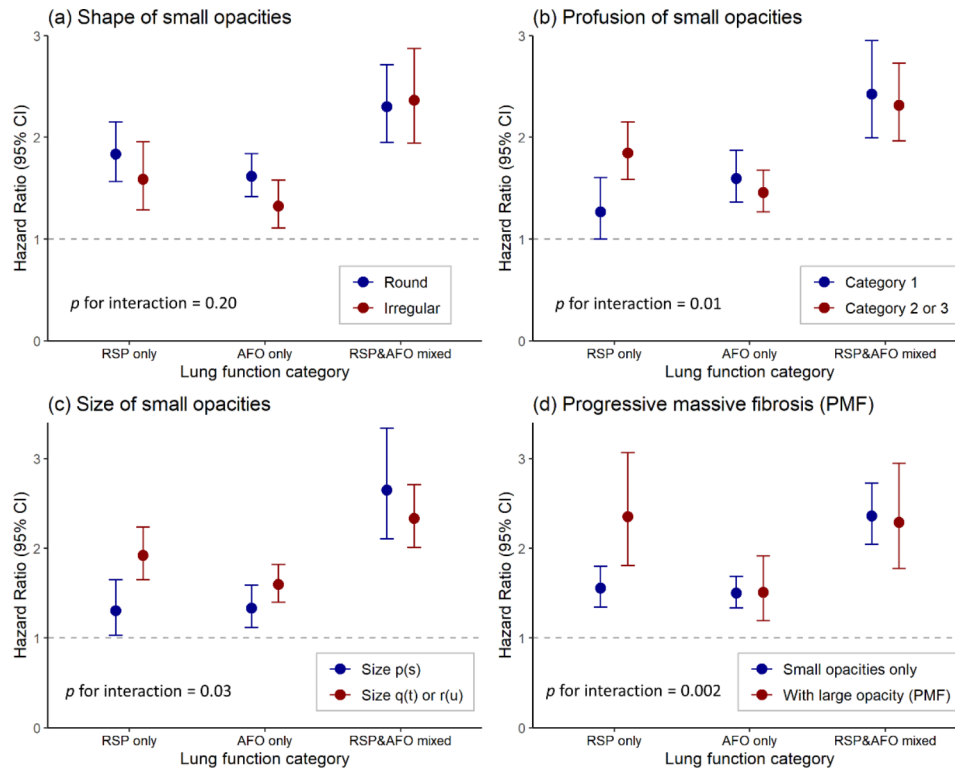 (a) Shape of small opacities
3
2
1
0
Hazard Ratio (95% CI)
Round
Irregular
p for interaction = 0.20
RSP only
AFO only
RSP&AFO mixed
Lung function category
(b) Profusion of small opacities
3
2
1
0
Hazard Ratio (95% CI)
Category 1
Category 2 or 3
p for interaction = 0.01
RSP only
AFO only
RSP&AFO mixed
Lung function category
(c) Size of small opacities
3
2
1
0
Hazard Ratio (95% CI)
Size p(s)
Size q(t) or r(u)
p for interaction = 0.03
RSP only
AFO only
RSP&AFO mixed
Lung function category
(d) Progressive massive fibrosis (PMF)
3
2
1
0
Hazard Ratio (95% CI)
Small opacities only
With large opacity (PMF)
p for interaction = 0.002
RSP only
AFO only
RSP&AFO mixed
Lung function category